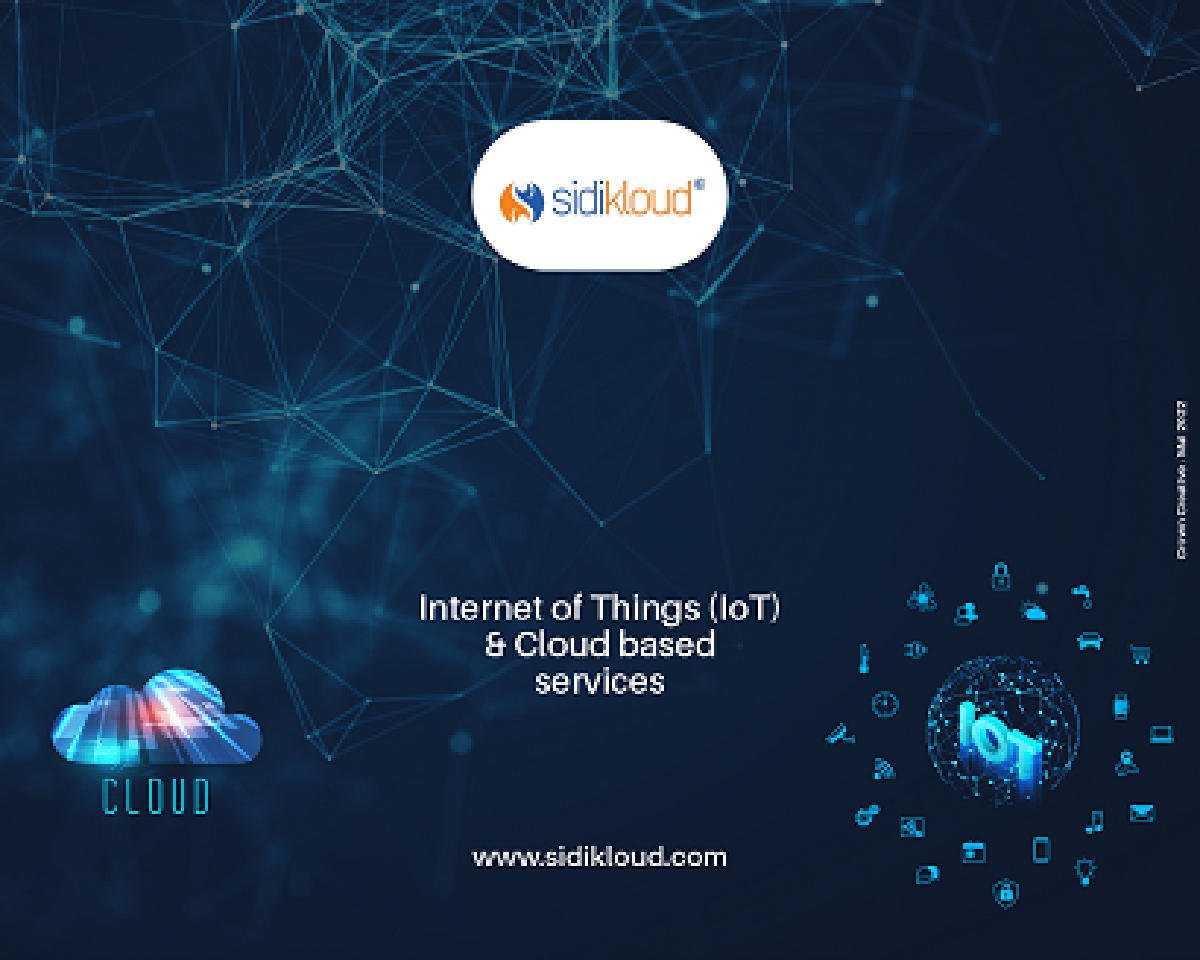 sidikloud®
Internet of Things (IoT)
& Cloud based
services
CLOUD
IoT
www.sidikloud.com